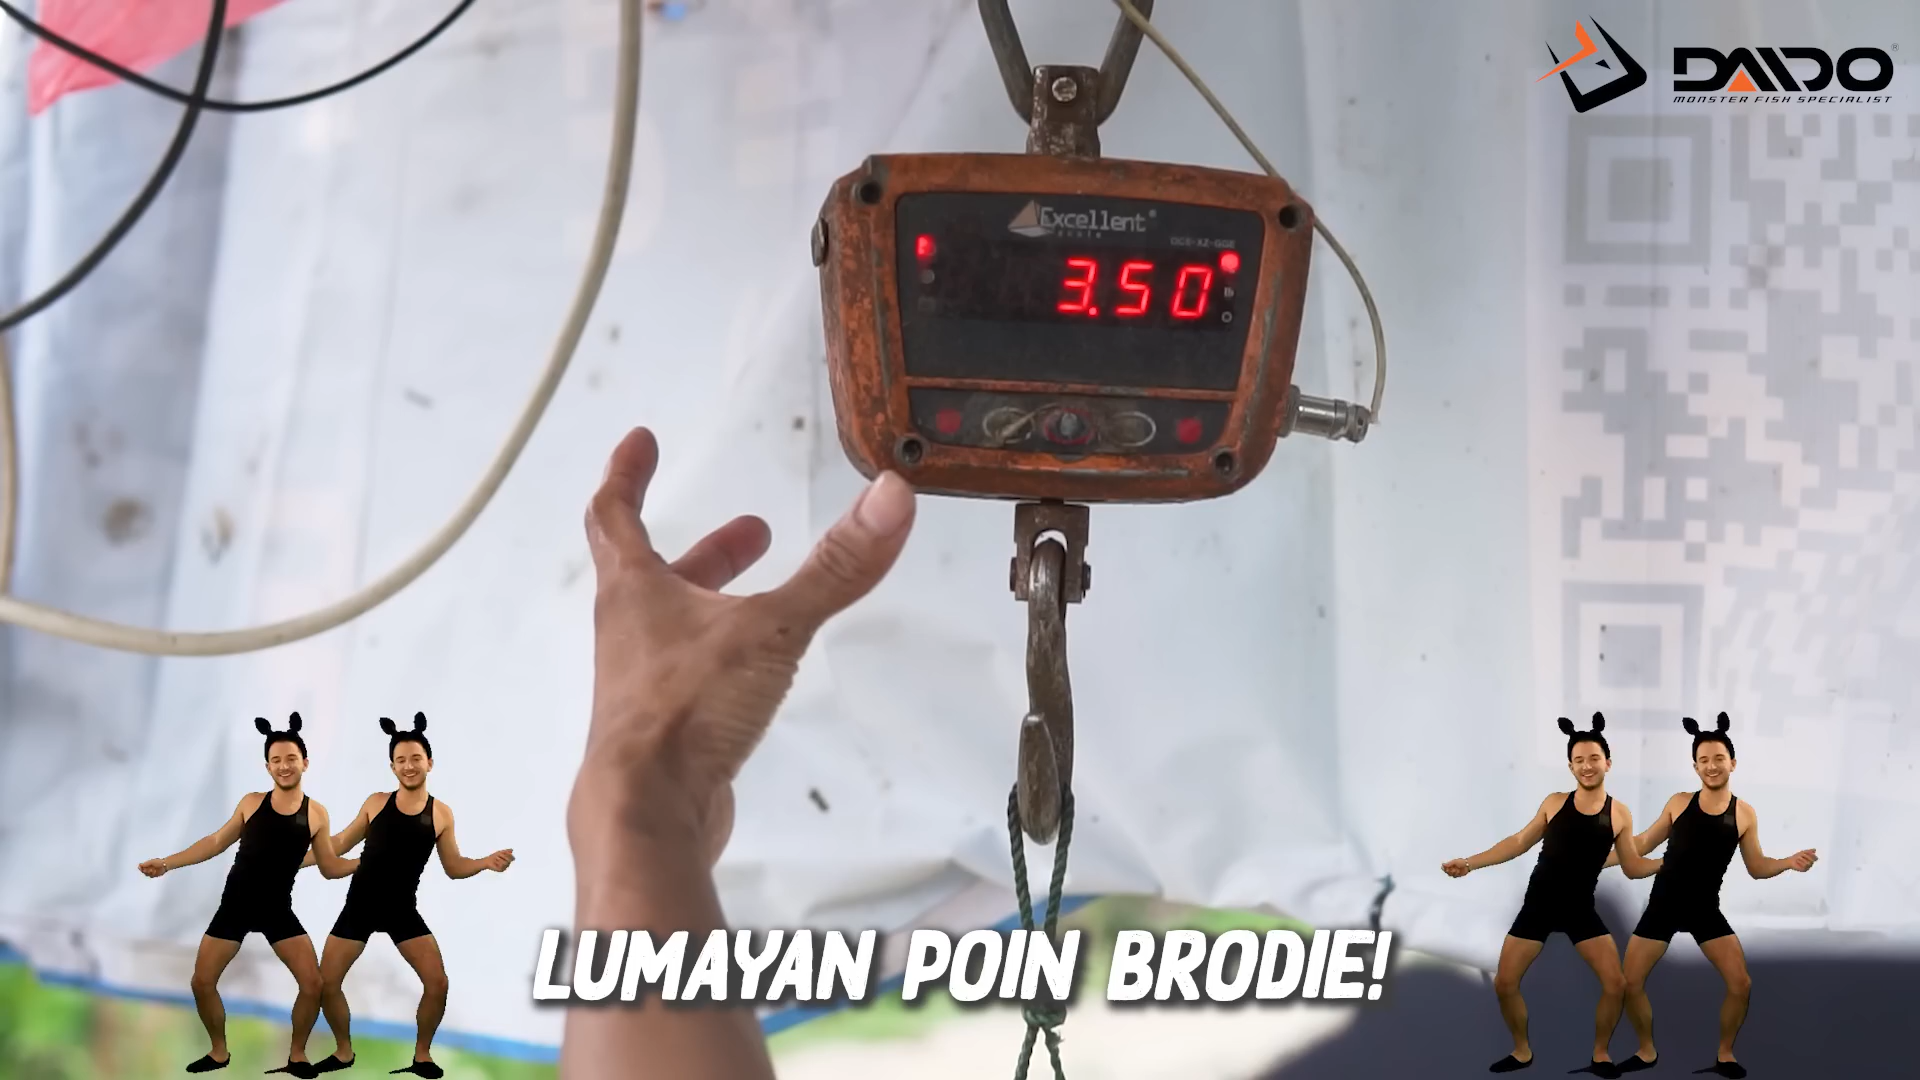 DAIDO
MONSTER FISH SPECIALIST
Excellent
3.50
LUMAYAN POIN BRODIE!